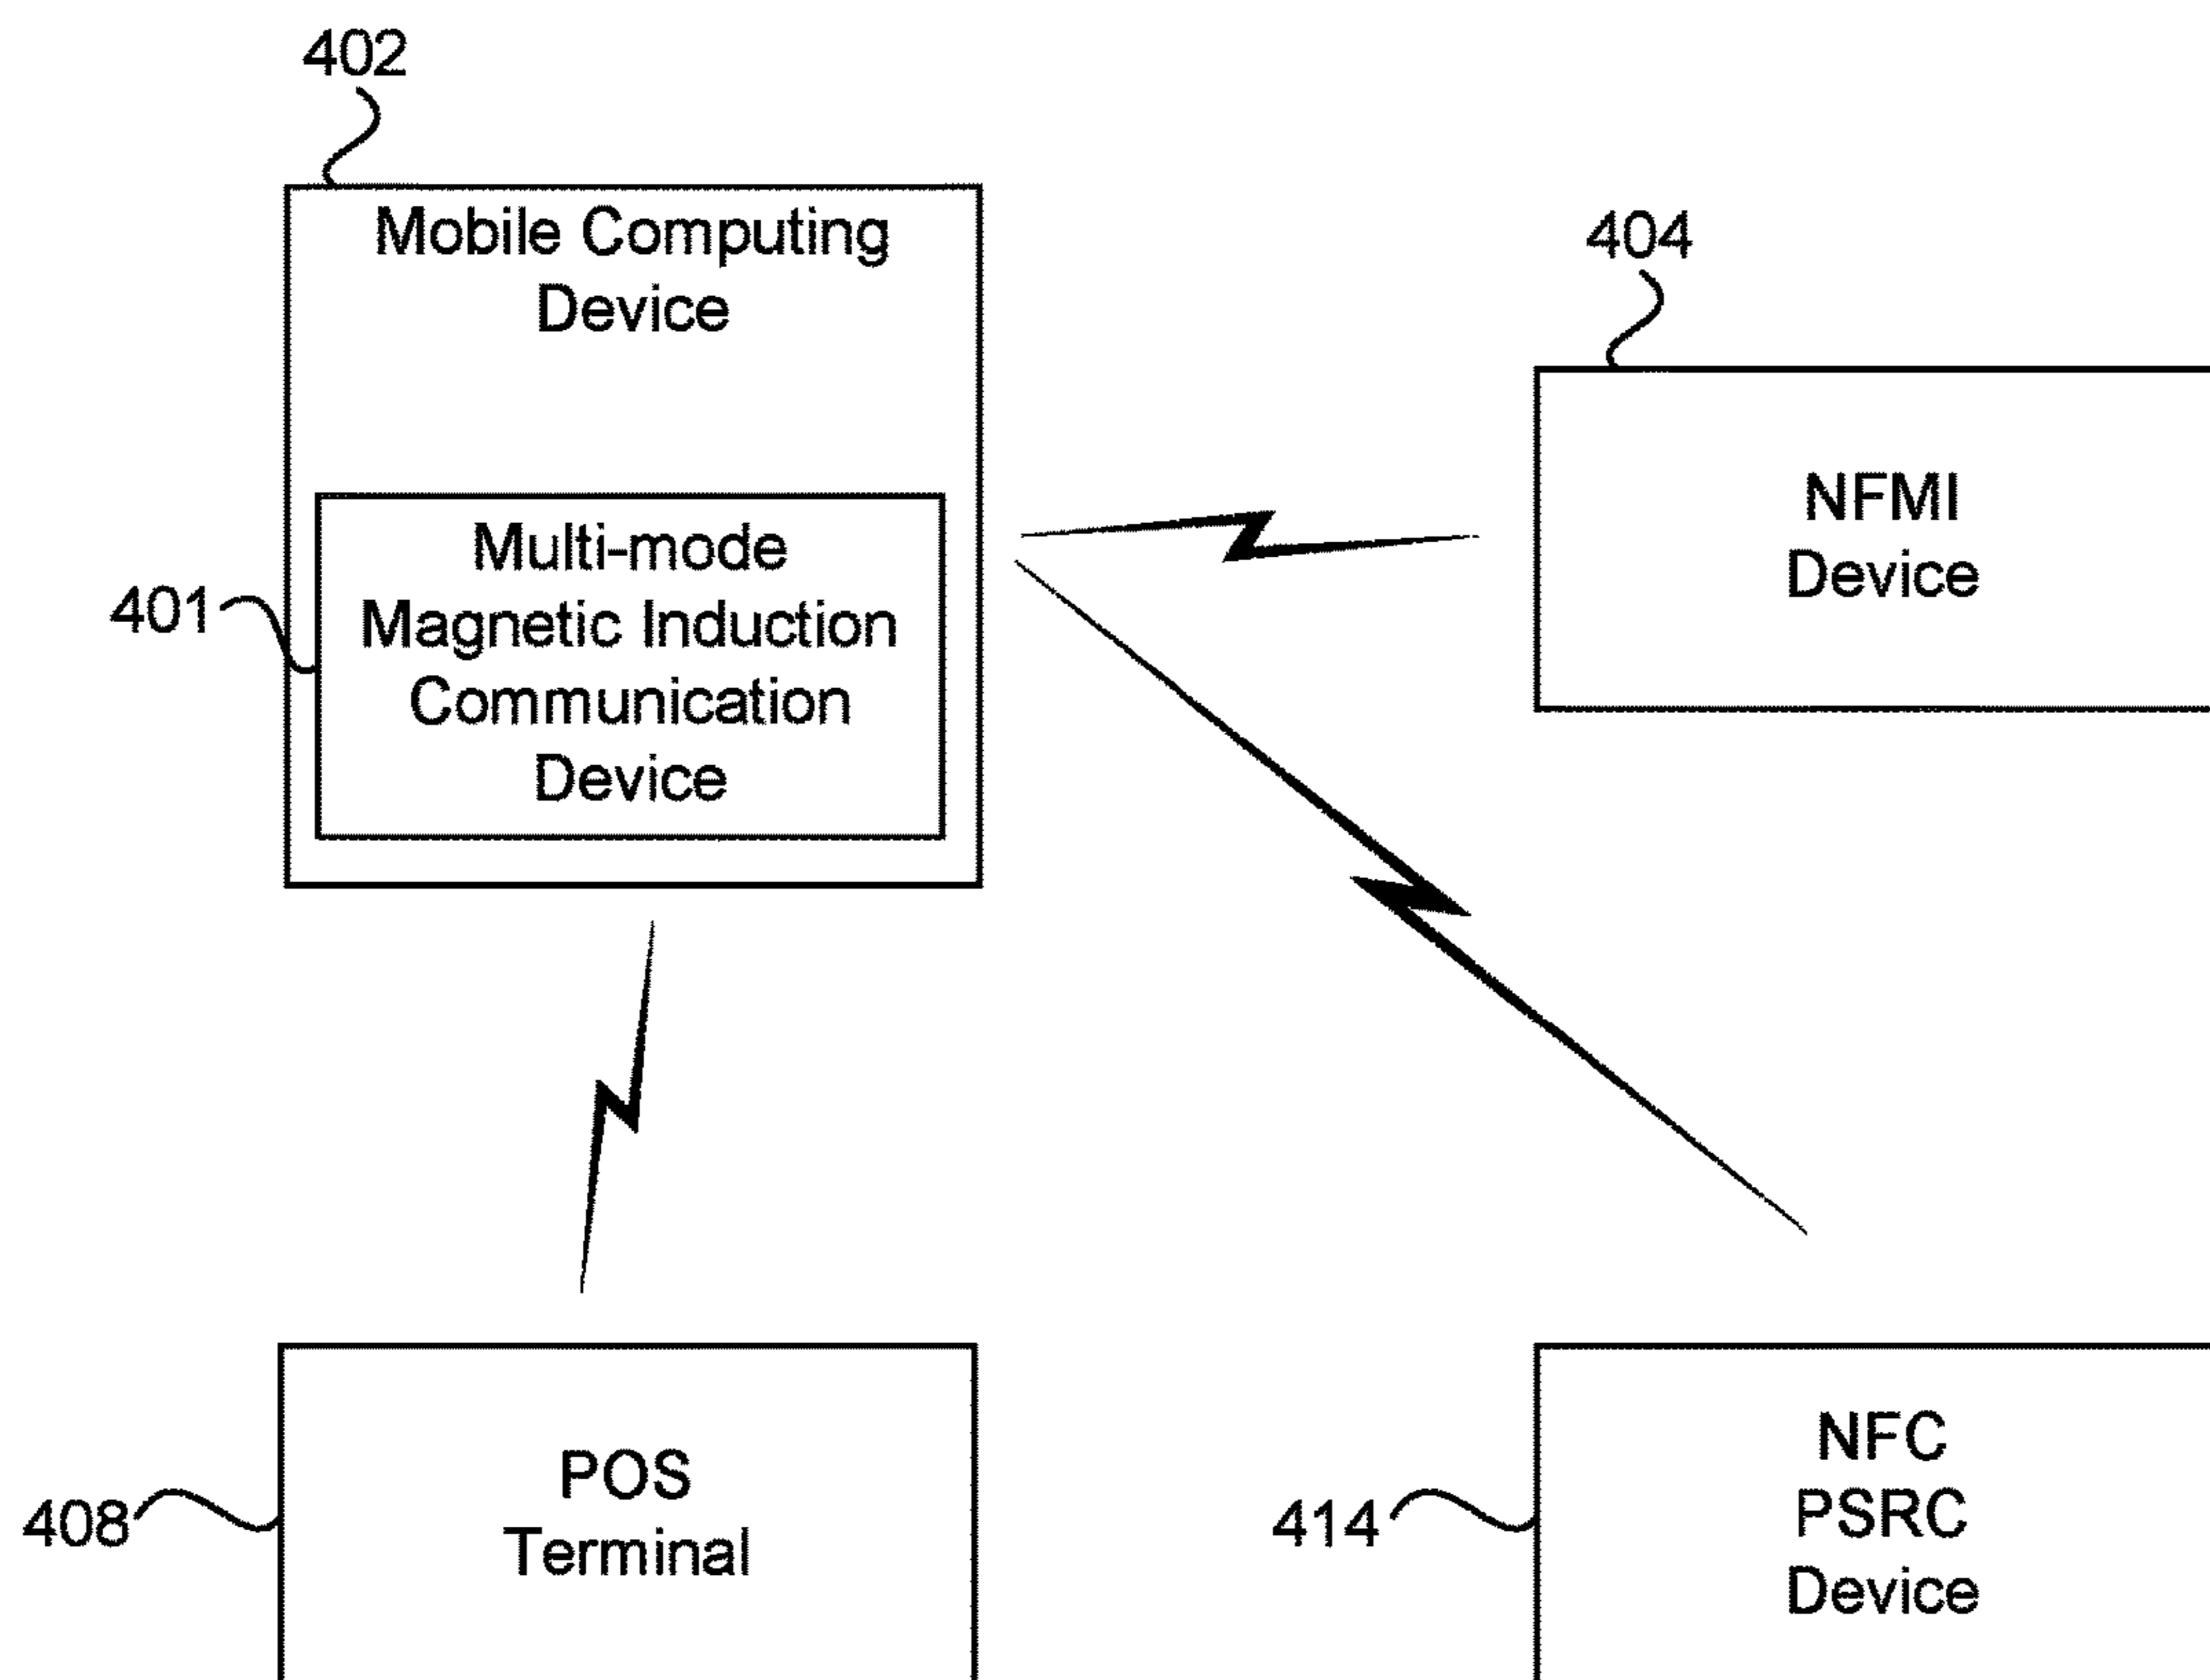 402
Mobile Computing
Device
404
NFMI
Device
401
Multi-mode
Magnetic Induction
Communication
Device
408
POS
Terminal
414
NFC
PSRC
Device